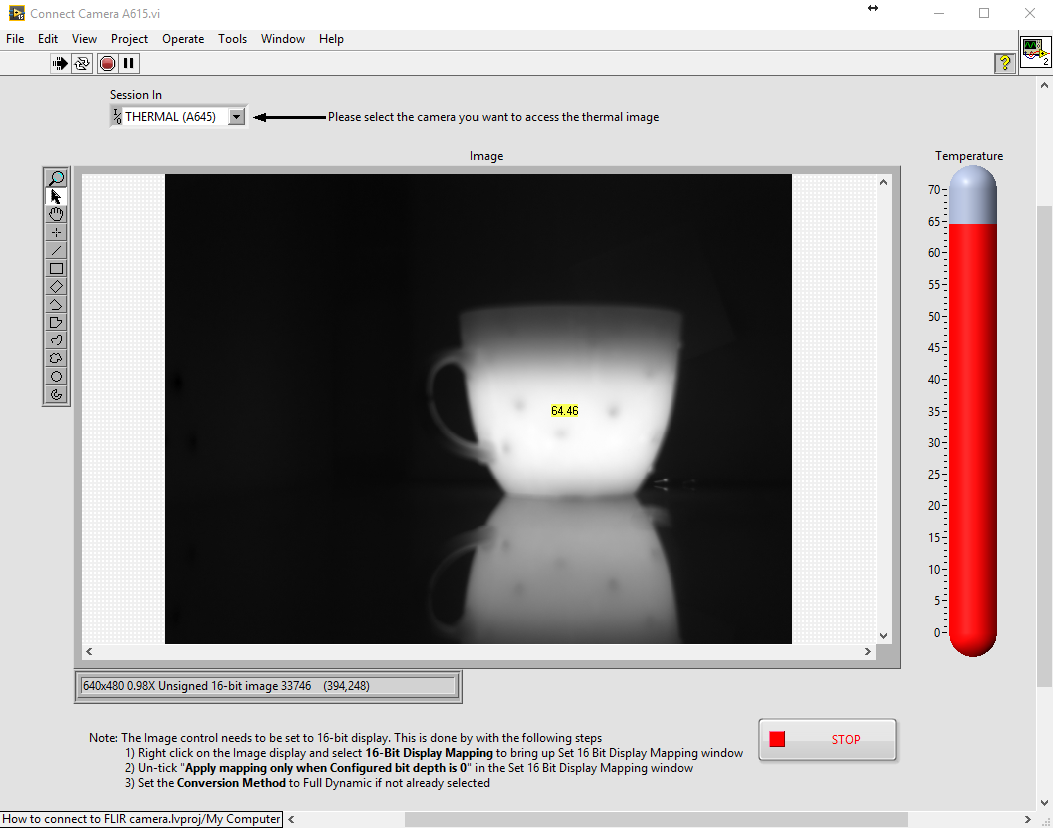 Connect Camera A615.vi
File Edit View Project Operate Tools Window Help
?
2
Session In
I/O THERMAL (A645)
Please select the camera you want to access the thermal image
Image
Temperature
70
65
60
55
50
45
40
35
30
25
20
15
10
5
0
64.46
640x480 0.98X Unsigned 16-bit image 33746 (394,248)
Note: The Image control needs to be set to 16-bit display. This is done by with the following steps
1) Right click on the Image display and select 16-Bit Display Mapping to bring up Set 16 Bit Display Mapping window
2) Un-tick "Apply mapping only when Configured bit depth is 0" in the Set 16 Bit Display Mapping window
3) Set the Conversion Method to Full Dynamic if not already selected
STOP
How to connect to FLIR camera.lvproj/My Computer